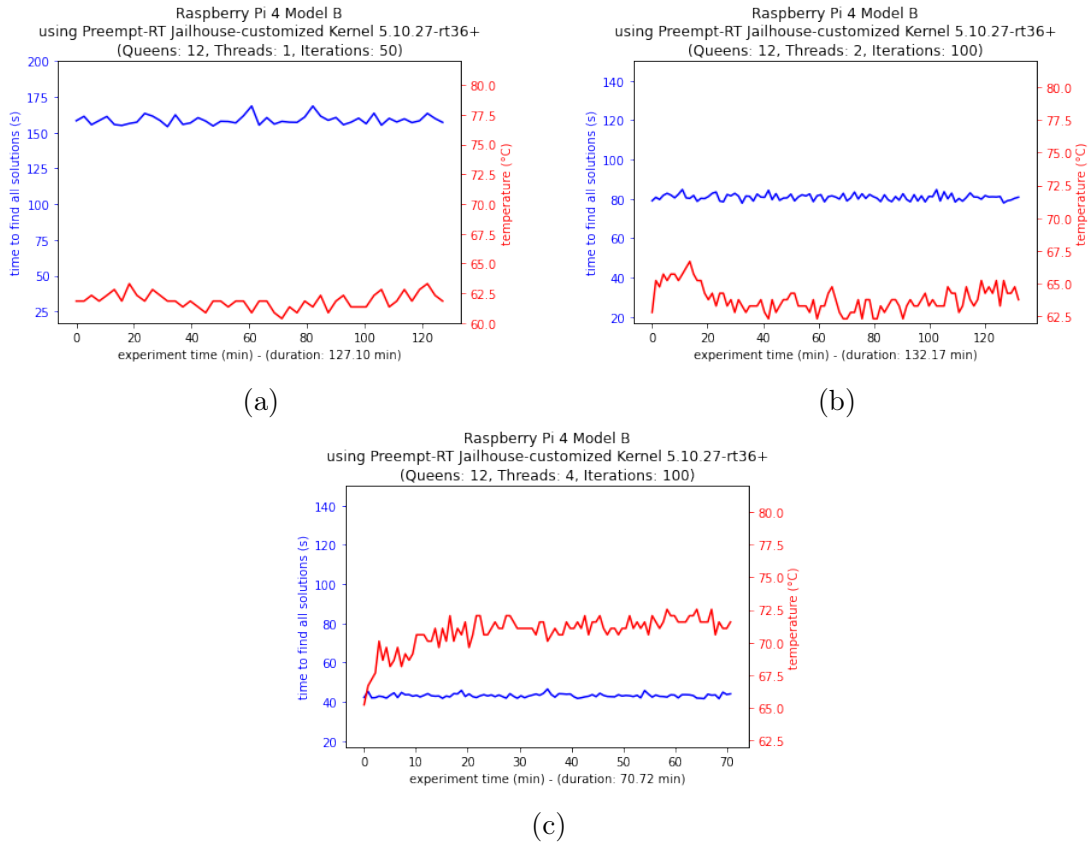 Raspberry Pi 4 Model B
using Preempt-RT Jailhouse-customized Kernel 5.10.27-rt36+
(Queens: 12, Threads: 1, Iterations: 50)
time to find all solutions (s)
200
175
150
125
100
75
50
25
80.0
77.5
75.0
72.5
70.0
67.5
65.0
62.5
60.0
temperature (°C)
0 20 40 60 80 100 120
experiment time (min) - (duration: 127.10 min)
(a)
Raspberry Pi 4 Model B
using Preempt-RT Jailhouse-customized Kernel 5.10.27-rt36+
(Queens: 12, Threads: 2, Iterations: 100)
time to find all solutions (s)
140
120
100
80
60
40
20
80.0
77.5
75.0
72.5
70.0
67.5
65.0
62.5
temperature (°C)
0 20 40 60 80 100 120
experiment time (min) - (duration: 132.17 min)
(b)
Raspberry Pi 4 Model B
using Preempt-RT Jailhouse-customized Kernel 5.10.27-rt36+
(Queens: 12, Threads: 4, Iterations: 100)
time to find all solutions (s)
140
120
100
80
60
40
20
80.0
77.5
75.0
72.5
70.0
67.5
65.0
62.5
temperature (°C)
0 10 20 30 40 50 60 70
experiment time (min) - (duration: 70.72 min)
(c)